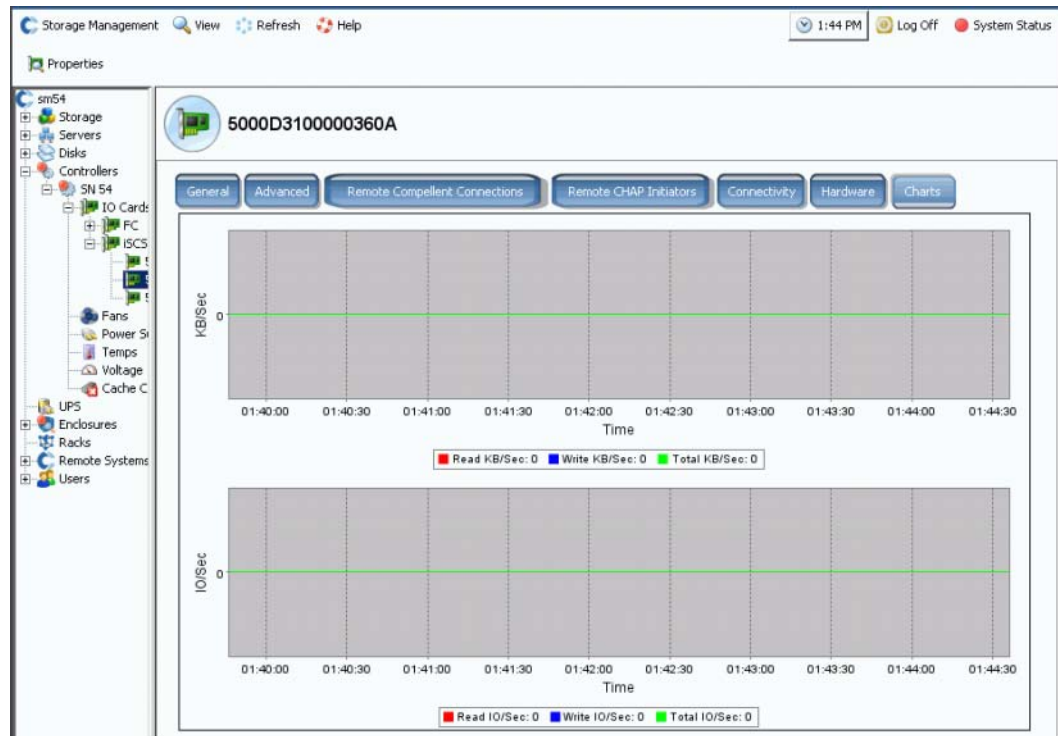 Storage Management View Refresh Help 1:44 PM Log Off System Status
Properties
sm54
Storage
Servers
Disks
Controllers
SN 54
IO Cards
FC
iSCS
5
5
5
Fans
Power S
Temps
Voltage
Cache C
UPS
Enclosures
Racks
Remote Systems
Users
5000D3100000360A
General Advanced Remote Compellent Connections Remote CHAP Initiators Connectivity Hardware Charts
KB/Sec
0
01:40:00 01:40:30 01:41:00 01:41:30 01:42:00 01:42:30 01:43:00 01:43:30 01:44:00 01:44:30
Time
Read KB/Sec: 0 Write KB/Sec: 0 Total KB/Sec: 0
IO/Sec
0
01:40:00 01:40:30 01:41:00 01:41:30 01:42:00 01:42:30 01:43:00 01:43:30 01:44:00 01:44:30
Time
Read IO/Sec: 0 Write IO/Sec: 0 Total IO/Sec: 0